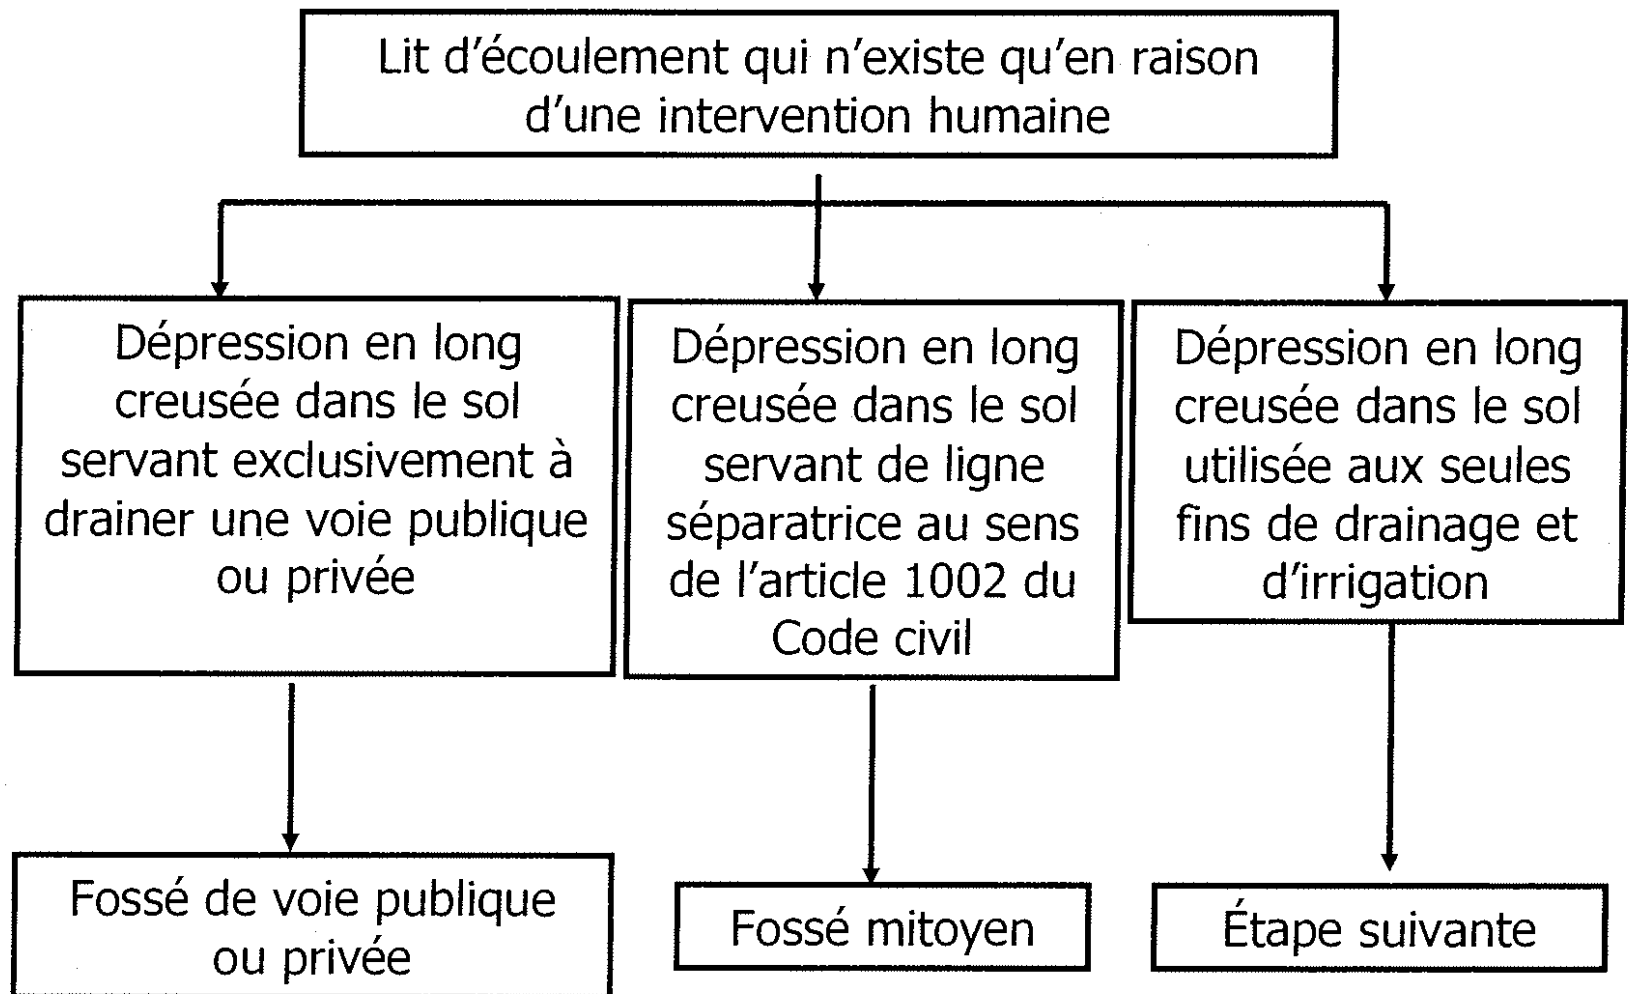 Lit d'écoulement qui n'existe qu'en raison
d'une intervention humaine
Dépression en long
creusée dans le sol
servant exclusivement à
drainer une voie publique
ou privée
Dépression en long
creusée dans le sol
servant de ligne
séparatrice au sens
de l'article 1002 du
Code civil
Dépression en long
creusée dans le sol
utilisée aux seules
fins de drainage et
d'irrigation
Fossé de voie publique
ou privée
Fossé mitoyen
Étape suivante